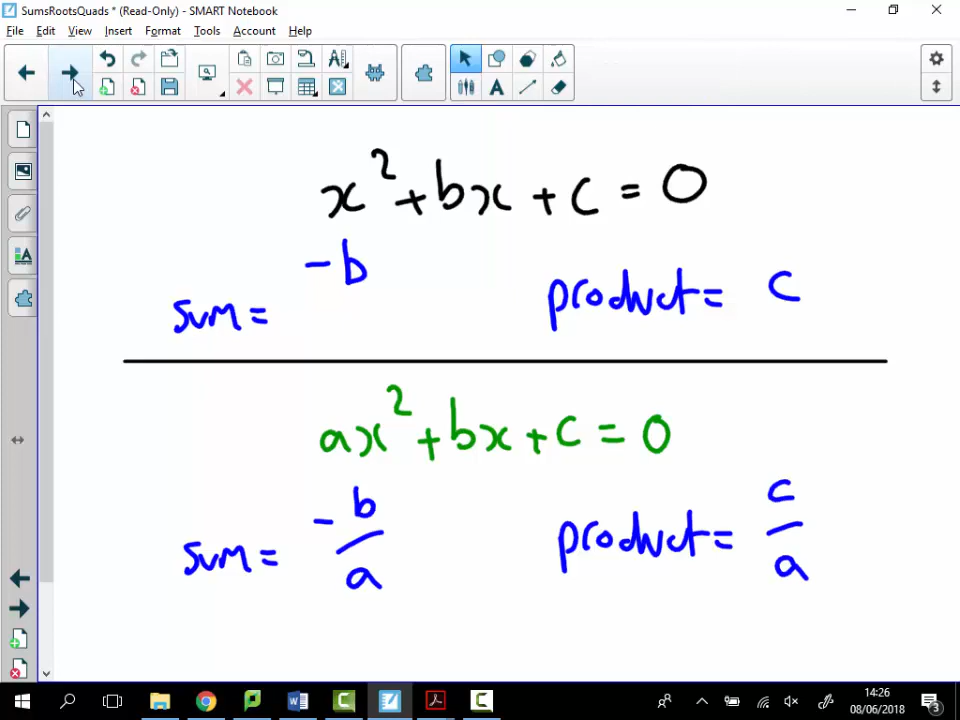 SumsRootsQuads * (Read-Only) - SMART Notebook
File Edit View Insert Format Tools Account Help
x² + bx + c = 0
sum = -b product = c
ax² + bx + c = 0
sum = -b/a product = c/a
14:26
08/06/2018
3